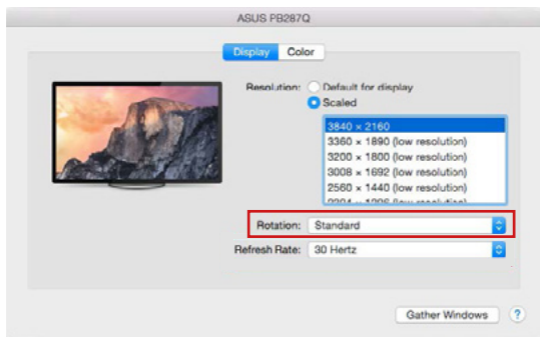 ASUS PB287Q
Display Color
Resolution: Default for display
Scaled
3840 × 2160
3360 × 1890 (low resolution)
3200 × 1800 (low resolution)
3008 × 1692 (low resolution)
2560 × 1440 (low resolution)
Rotation: Standard
Refresh Rate: 30 Hertz
Gather Windows ?